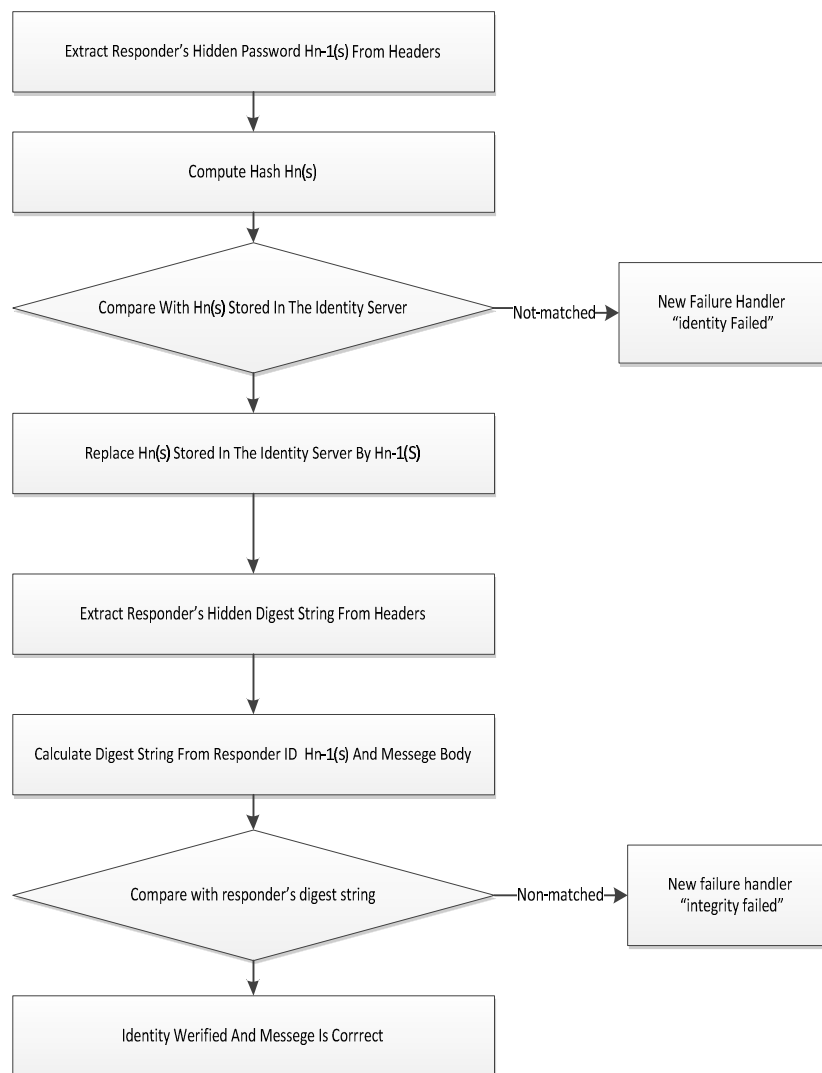 Extract Responder's Hidden Password Hn-1(s) From Headers
Compute Hash Hn(s)
Compare With Hn(s) Stored In The Identity Server
Not-matched
New Failure Handler
“identity Failed”
Replace Hn(s) Stored In The Identity Server By Hn-1(S)
Extract Responder's Hidden Digest String From Headers
Calculate Digest String From Responder ID Hn-1(s) And Messege Body
Compare with responder's digest string
Non-matched
New failure handler
“integrity failed”
Identity Werified And Messege Is Corrrect